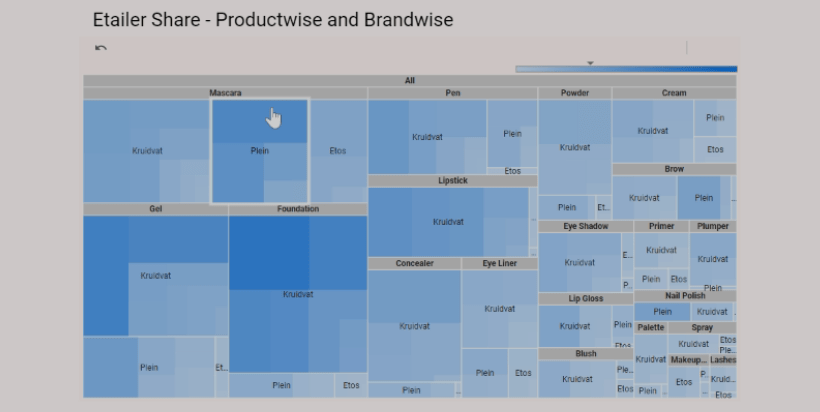 Etailer Share - Productwise and Brandwise
All
Mascara
Pen
Powder
Cream
Kruidvat
Plein
Etos
Kruidvat
Plein
Etos
Kruidvat
Plein
Et...
Kruidvat
Plein
Etos
Brow
Kruidvat
Plein
Lipstick
Kruidvat
Gel
Kruidvat
Plein
Et...
Foundation
Kruidvat
Plein
Etos
Concealer
Kruidvat
Plein
Eye Liner
Kruidvat
Plein
Etos
Eye Shadow
Kruidvat
E...
P...
Primer
Kruidvat
Plein
Etos
Plumper
Kruidvat
Plein
Lip Gloss
Kruidvat
Plein
Etos
Nail Polish
Plein
Kruidvat
Blush
Kruidvat
Ple...
Etos
Palette
Kruidvat
Plein
Spray
Kruidvat
Etos
Ple...
Makeup...
Etos
P...
Lashes
Kruid...
Etos